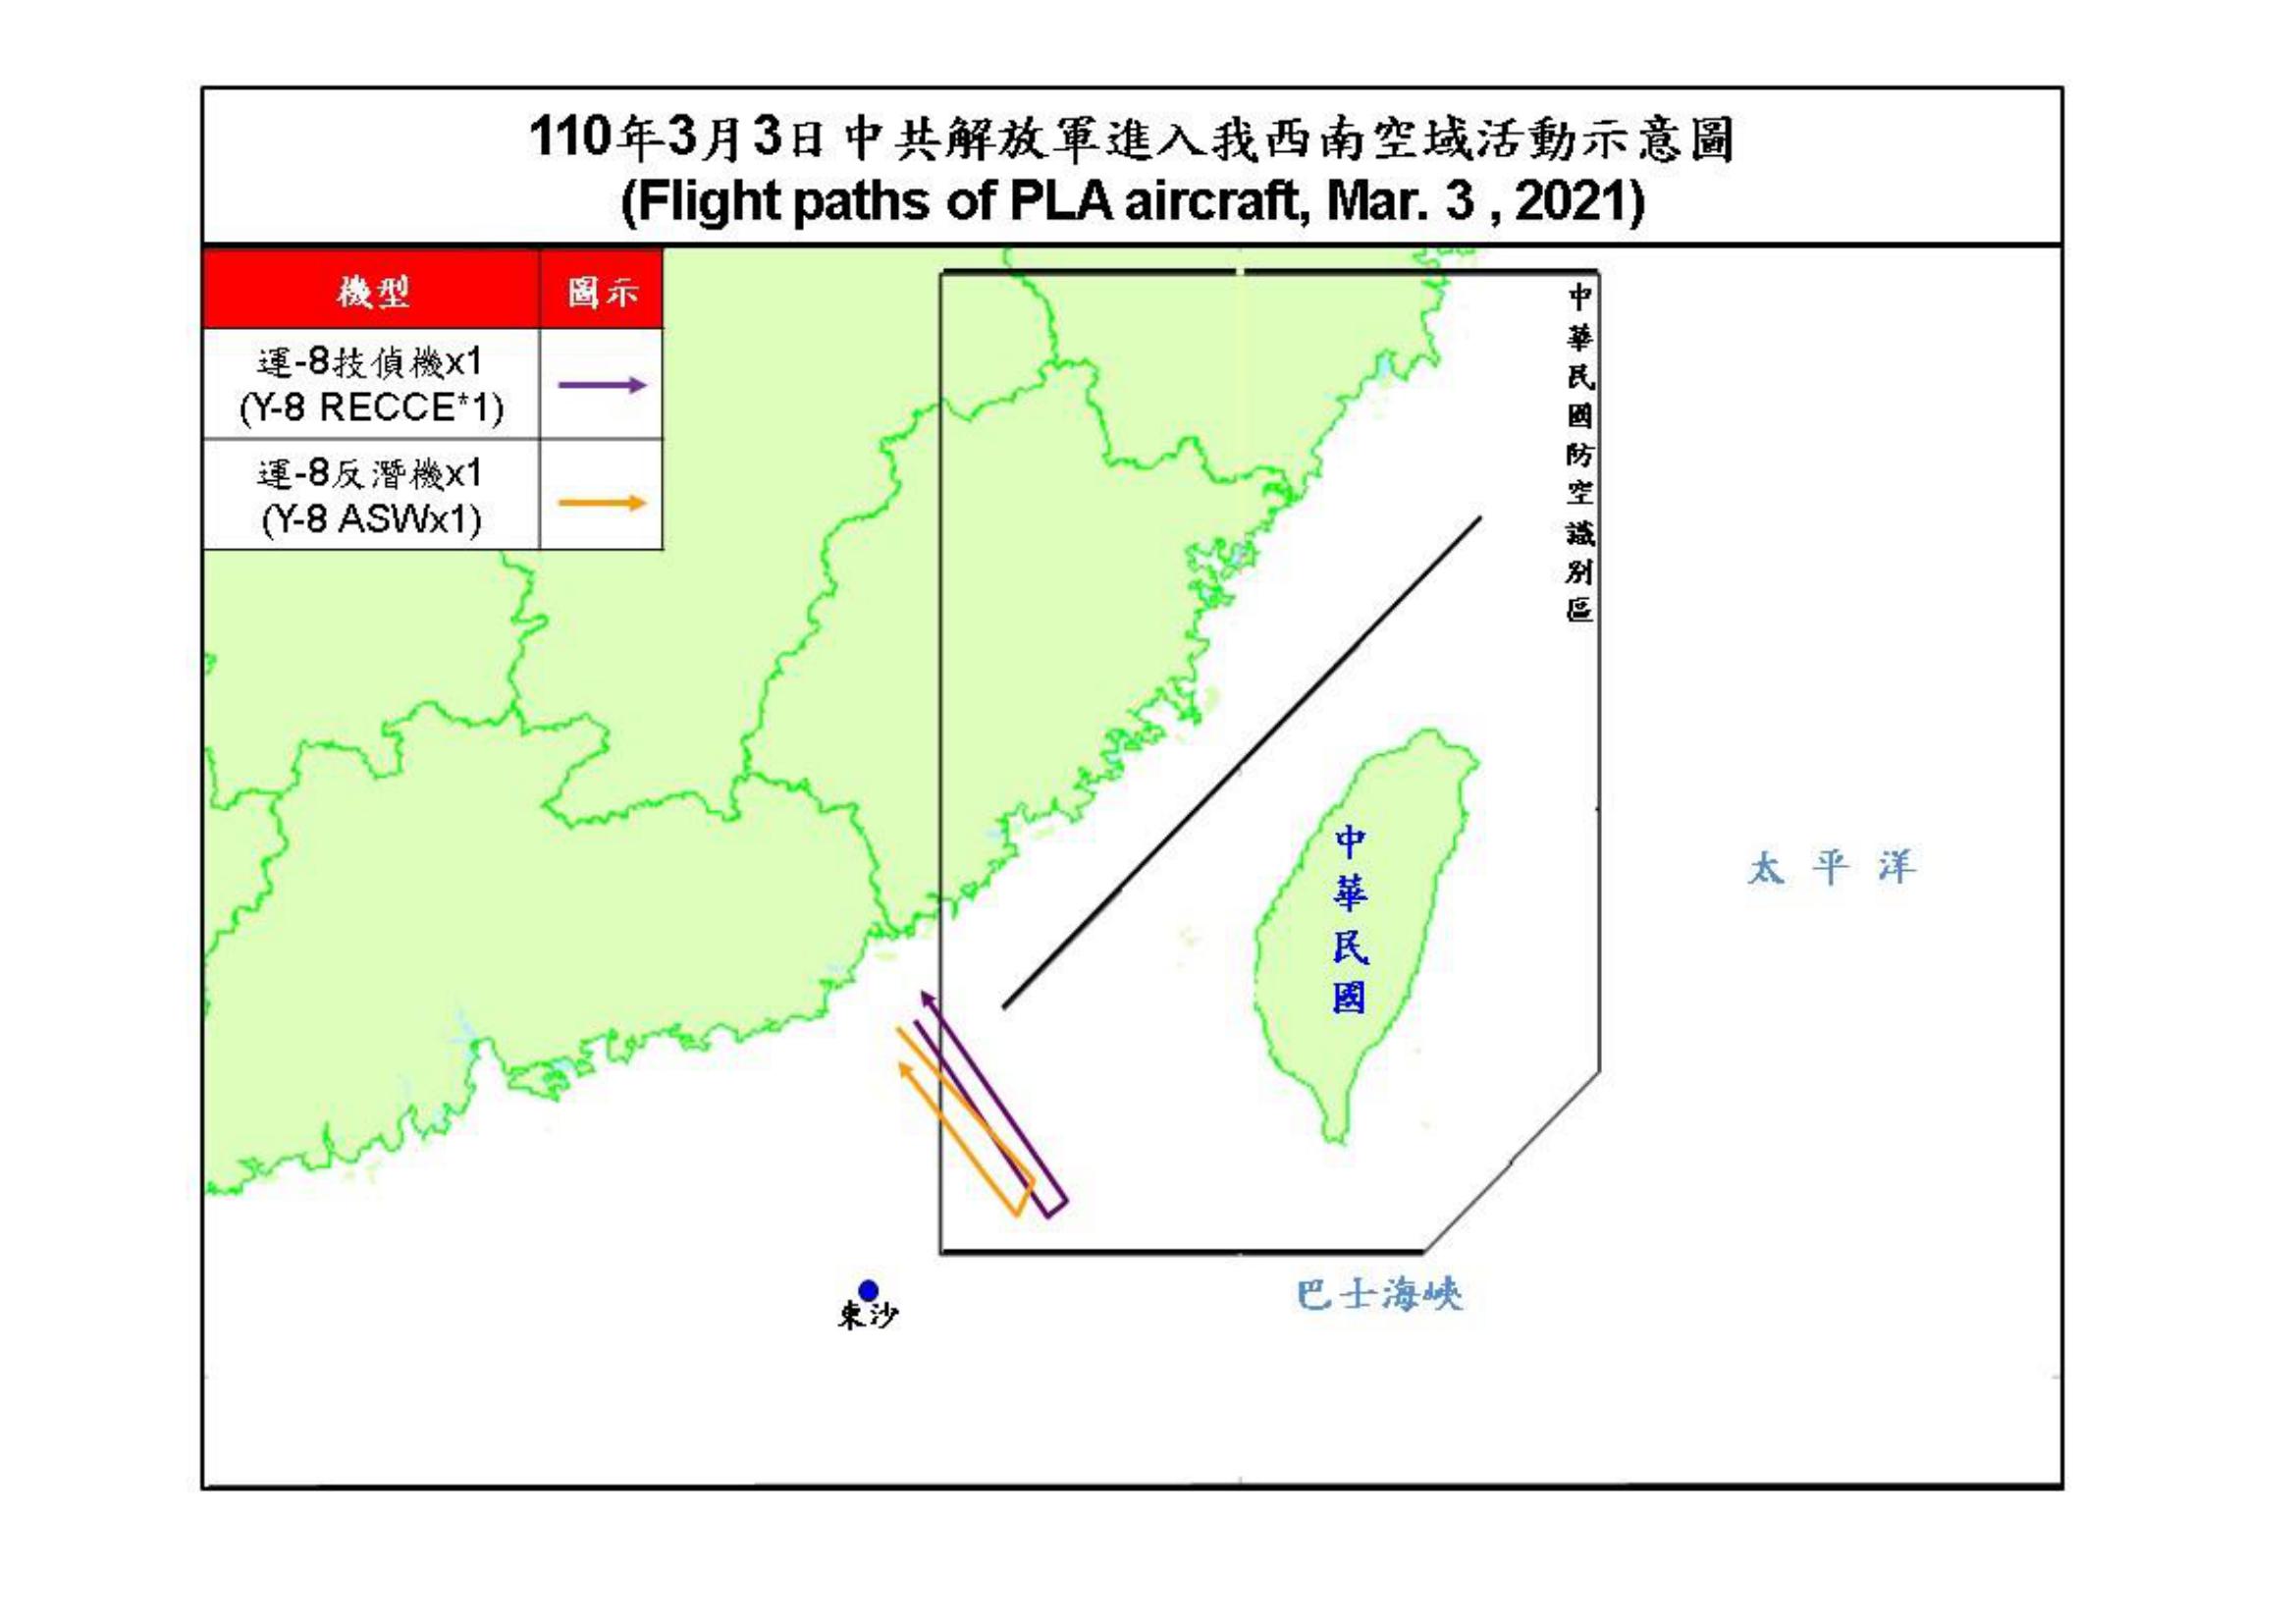 110年3月3日中共解放軍進入我西南空域活動示意圖
(Flight paths of PLA aircraft, Mar. 3 , 2021)
機型
圖示
運-8技偵機x1
(Y-8 RECCE*1)
運-8反潛機x1
(Y-8 ASWx1)
中華民國防空識別區
中華民國
太平洋
巴士海峽
東沙